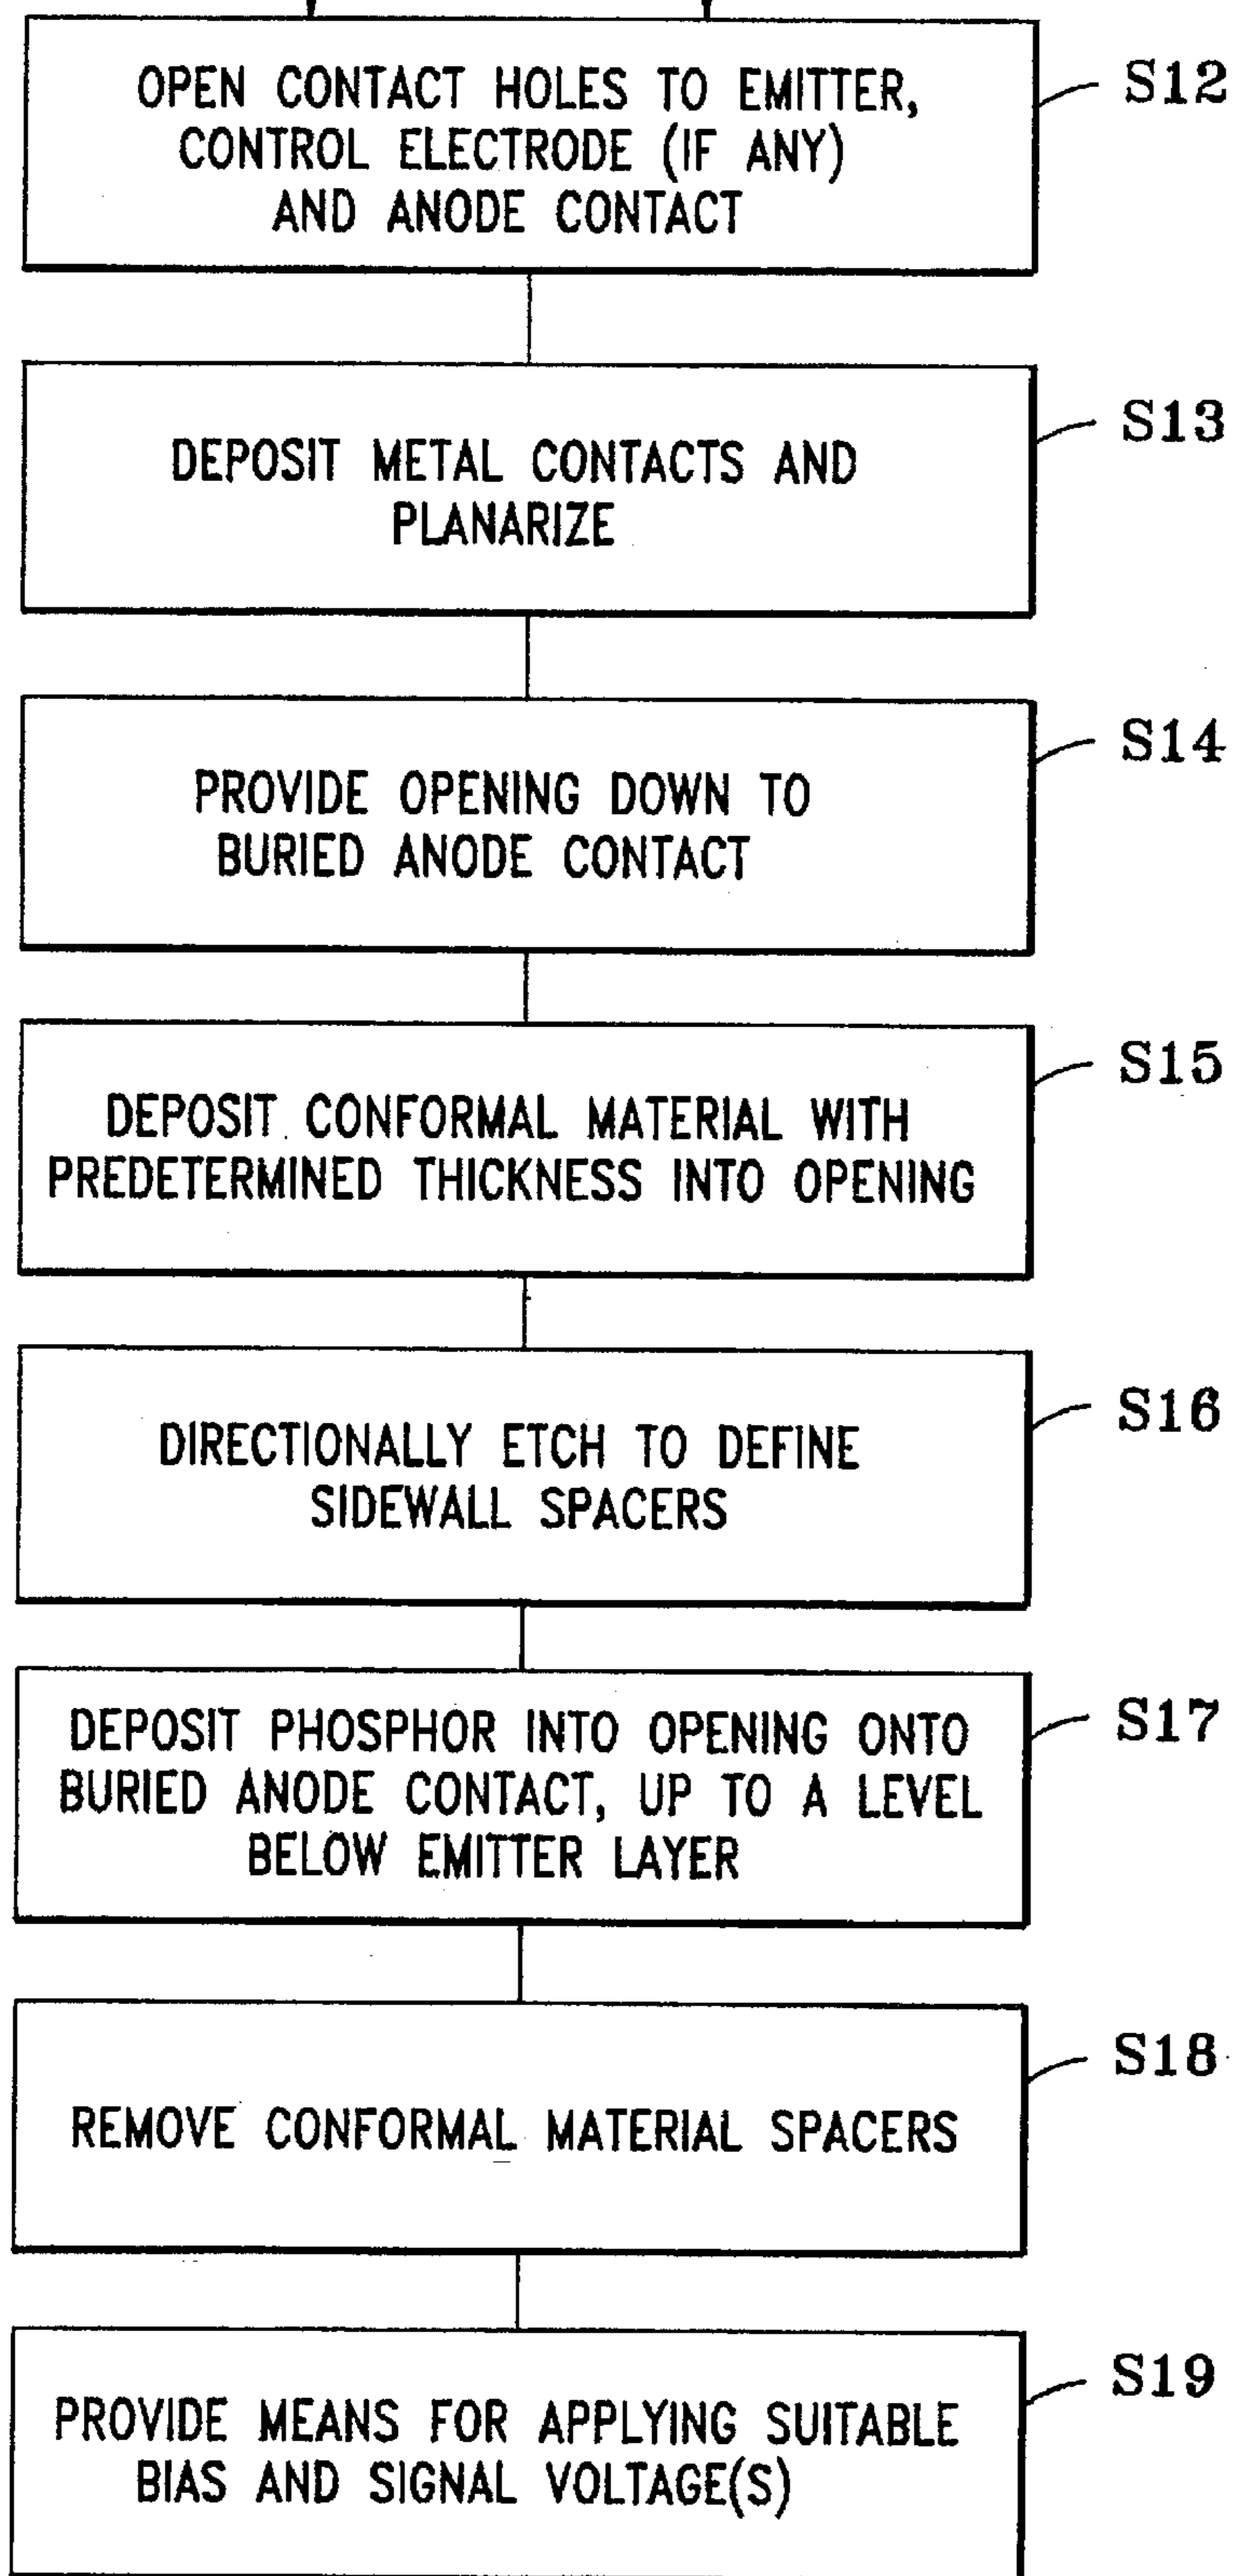 OPEN CONTACT HOLES TO EMITTER,
CONTROL ELECTRODE (IF ANY)
AND ANODE CONTACT
S12
DEPOSIT METAL CONTACTS AND
PLANARIZE
S13
PROVIDE OPENING DOWN TO
BURIED ANODE CONTACT
S14
DEPOSIT CONFORMAL MATERIAL WITH
PREDETERMINED THICKNESS INTO OPENING
S15
DIRECTIONALLY ETCH TO DEFINE
SIDEWALL SPACERS
S16
DEPOSIT PHOSPHOR INTO OPENING ONTO
BURIED ANODE CONTACT, UP TO A LEVEL
BELOW EMITTER LAYER
S17
REMOVE CONFORMAL MATERIAL SPACERS
S18
PROVIDE MEANS FOR APPLYING SUITABLE
BIAS AND SIGNAL VOLTAGE(S)
S19